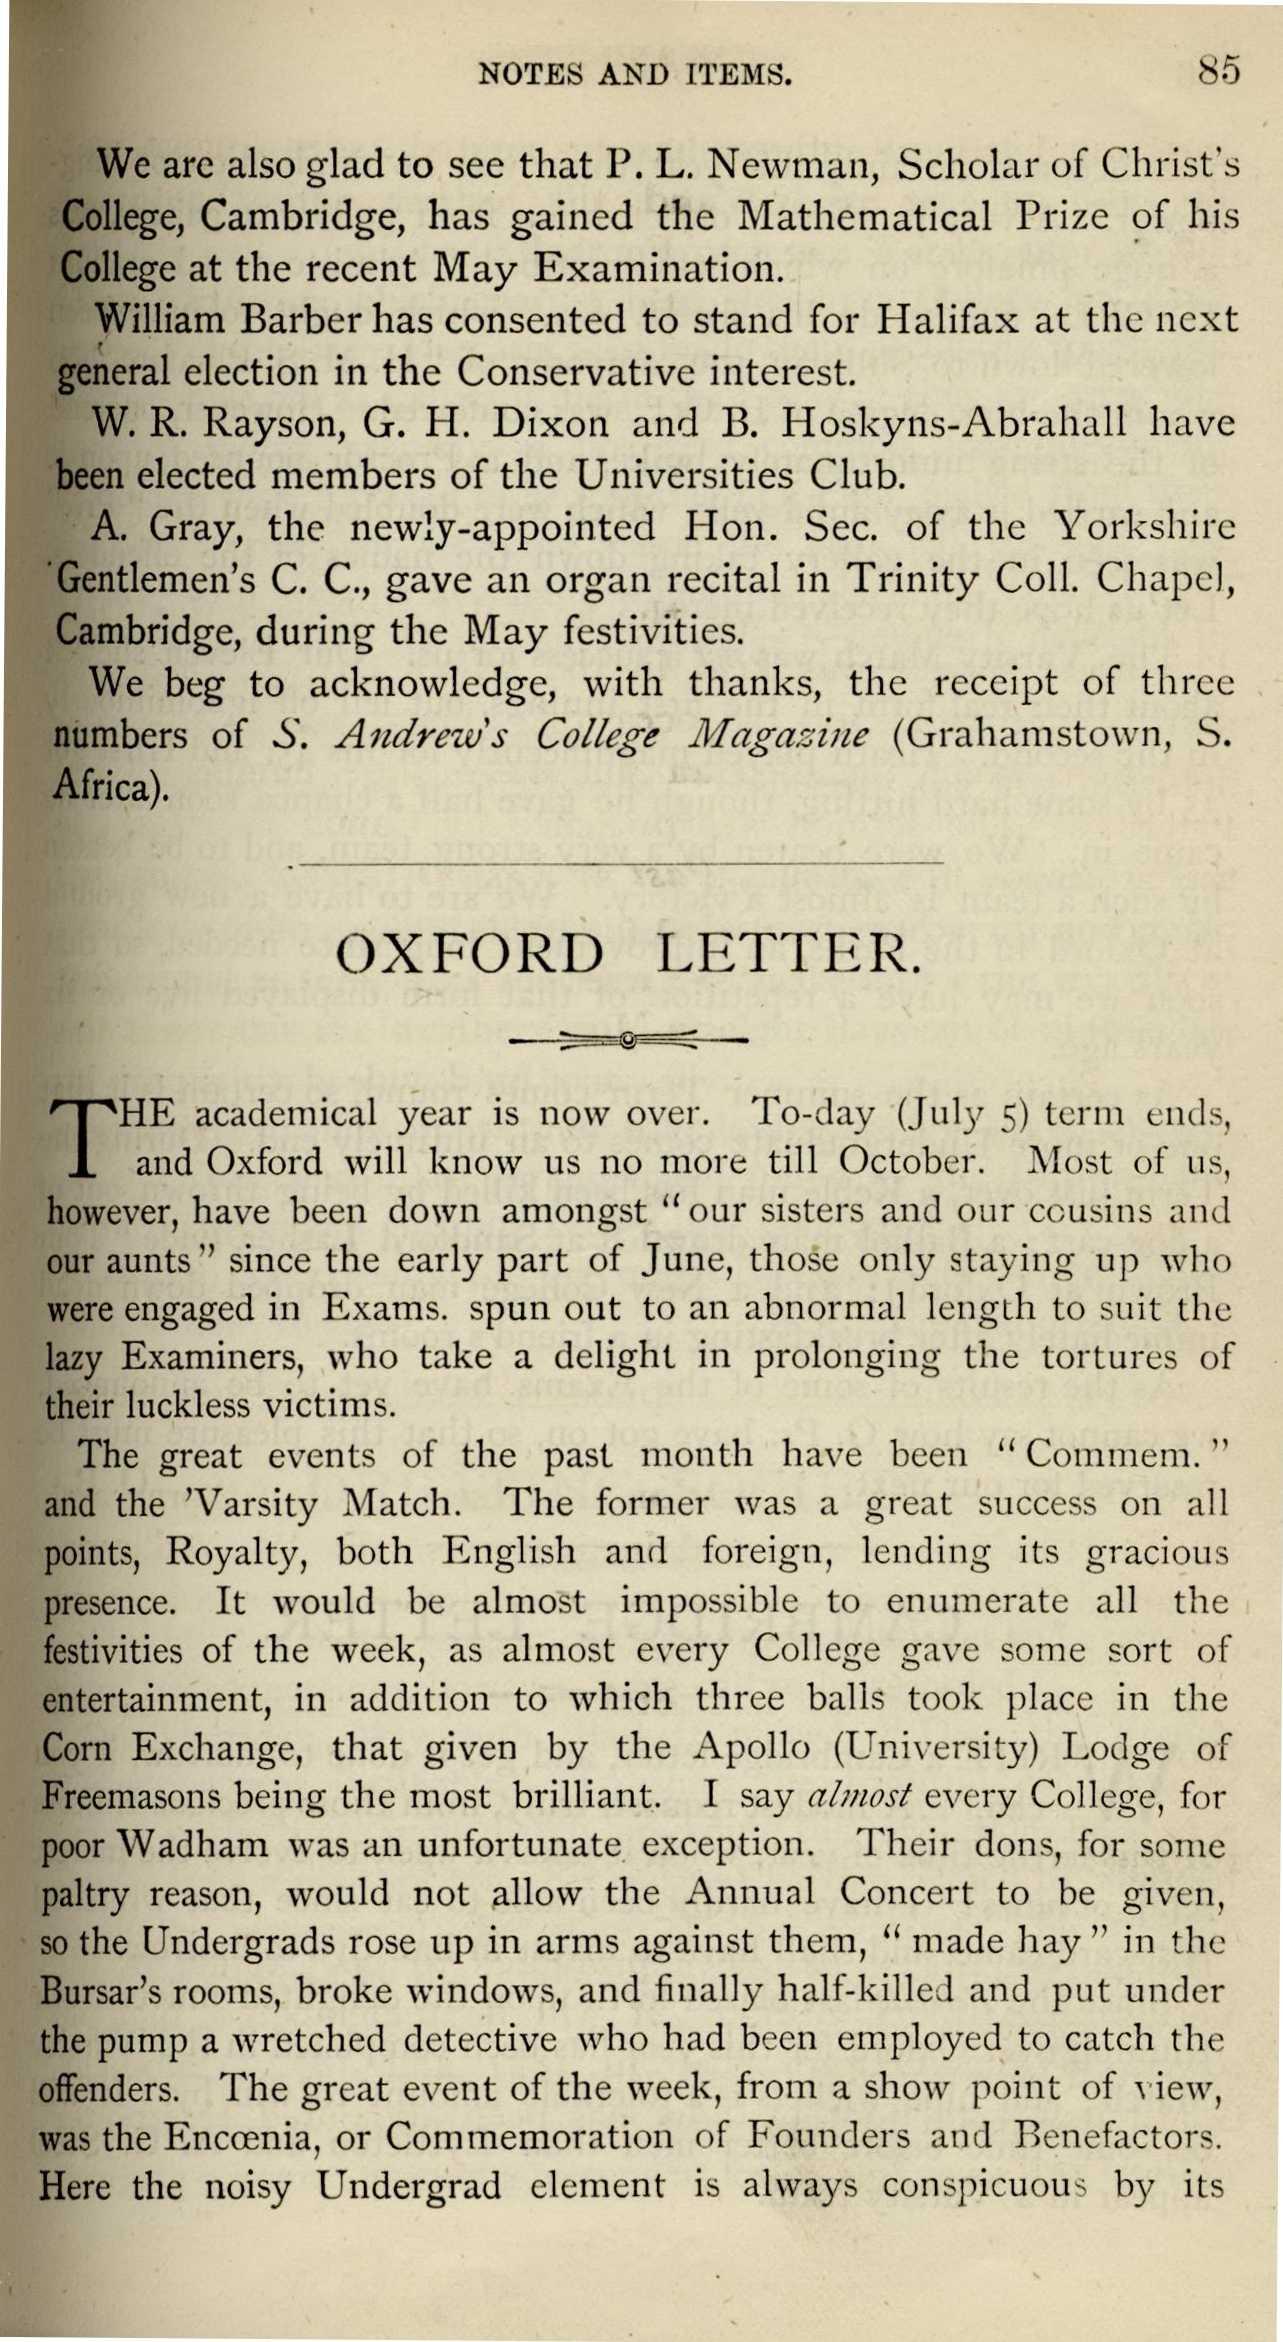 NOTES AND ITEMS. 85
We are also glad to see that P. L. Newman, Scholar of Christ's
College, Cambridge, has gained the Mathematical Prize of his
College at the recent May Examination.
William Barber has consented to stand for Halifax at the next
general election in the Conservative interest.
W. R. Rayson, G. H. Dixon and B. Hoskyns-Abrahall have
been elected members of the Universities Club.
A. Gray, the newly-appointed Hon. Sec. of the Yorkshire
Gentlemen's C. C., gave an organ recital in Trinity Coll. Chapel,
Cambridge, during the May festivities.
We beg to acknowledge, with thanks, the receipt of three
numbers of S. Andrew's College Magazine (Grahamstown, S.
Africa).
OXFORD LETTER.
THE academical year is now over. To-day (July 5) term ends,
and Oxford will know us no more till October. Most of us,
however, have been down amongst "our sisters and our cousins and
our aunts" since the early part of June, those only staying up who
were engaged in Exams. spun out to an abnormal length to suit the
lazy Examiners, who take a delight in prolonging the tortures of
their luckless victims.
The great events of the past month have been "Commem."
and the 'Varsity Match. The former was a great success on all
points, Royalty, both English and foreign, lending its gracious
presence. It would be almost impossible to enumerate all the
festivities of the week, as almost every College gave some sort of
entertainment, in addition to which three balls took place in the
Corn Exchange, that given by the Apollo (University) Lodge of
Freemasons being the most brilliant. I say almost every College, for
poor Wadham was an unfortunate exception. Their dons, for some
paltry reason, would not allow the Annual Concert to be given,
so the Undergrads rose up in arms against them, "made hay" in the
Bursar's rooms, broke windows, and finally half-killed and put under
the pump a wretched detective who had been employed to catch the
offenders. The great event of the week, from a show point of view,
was the Encœnia, or Commemoration of Founders and Benefactors.
Here the noisy Undergrad element is always conspicuous by its